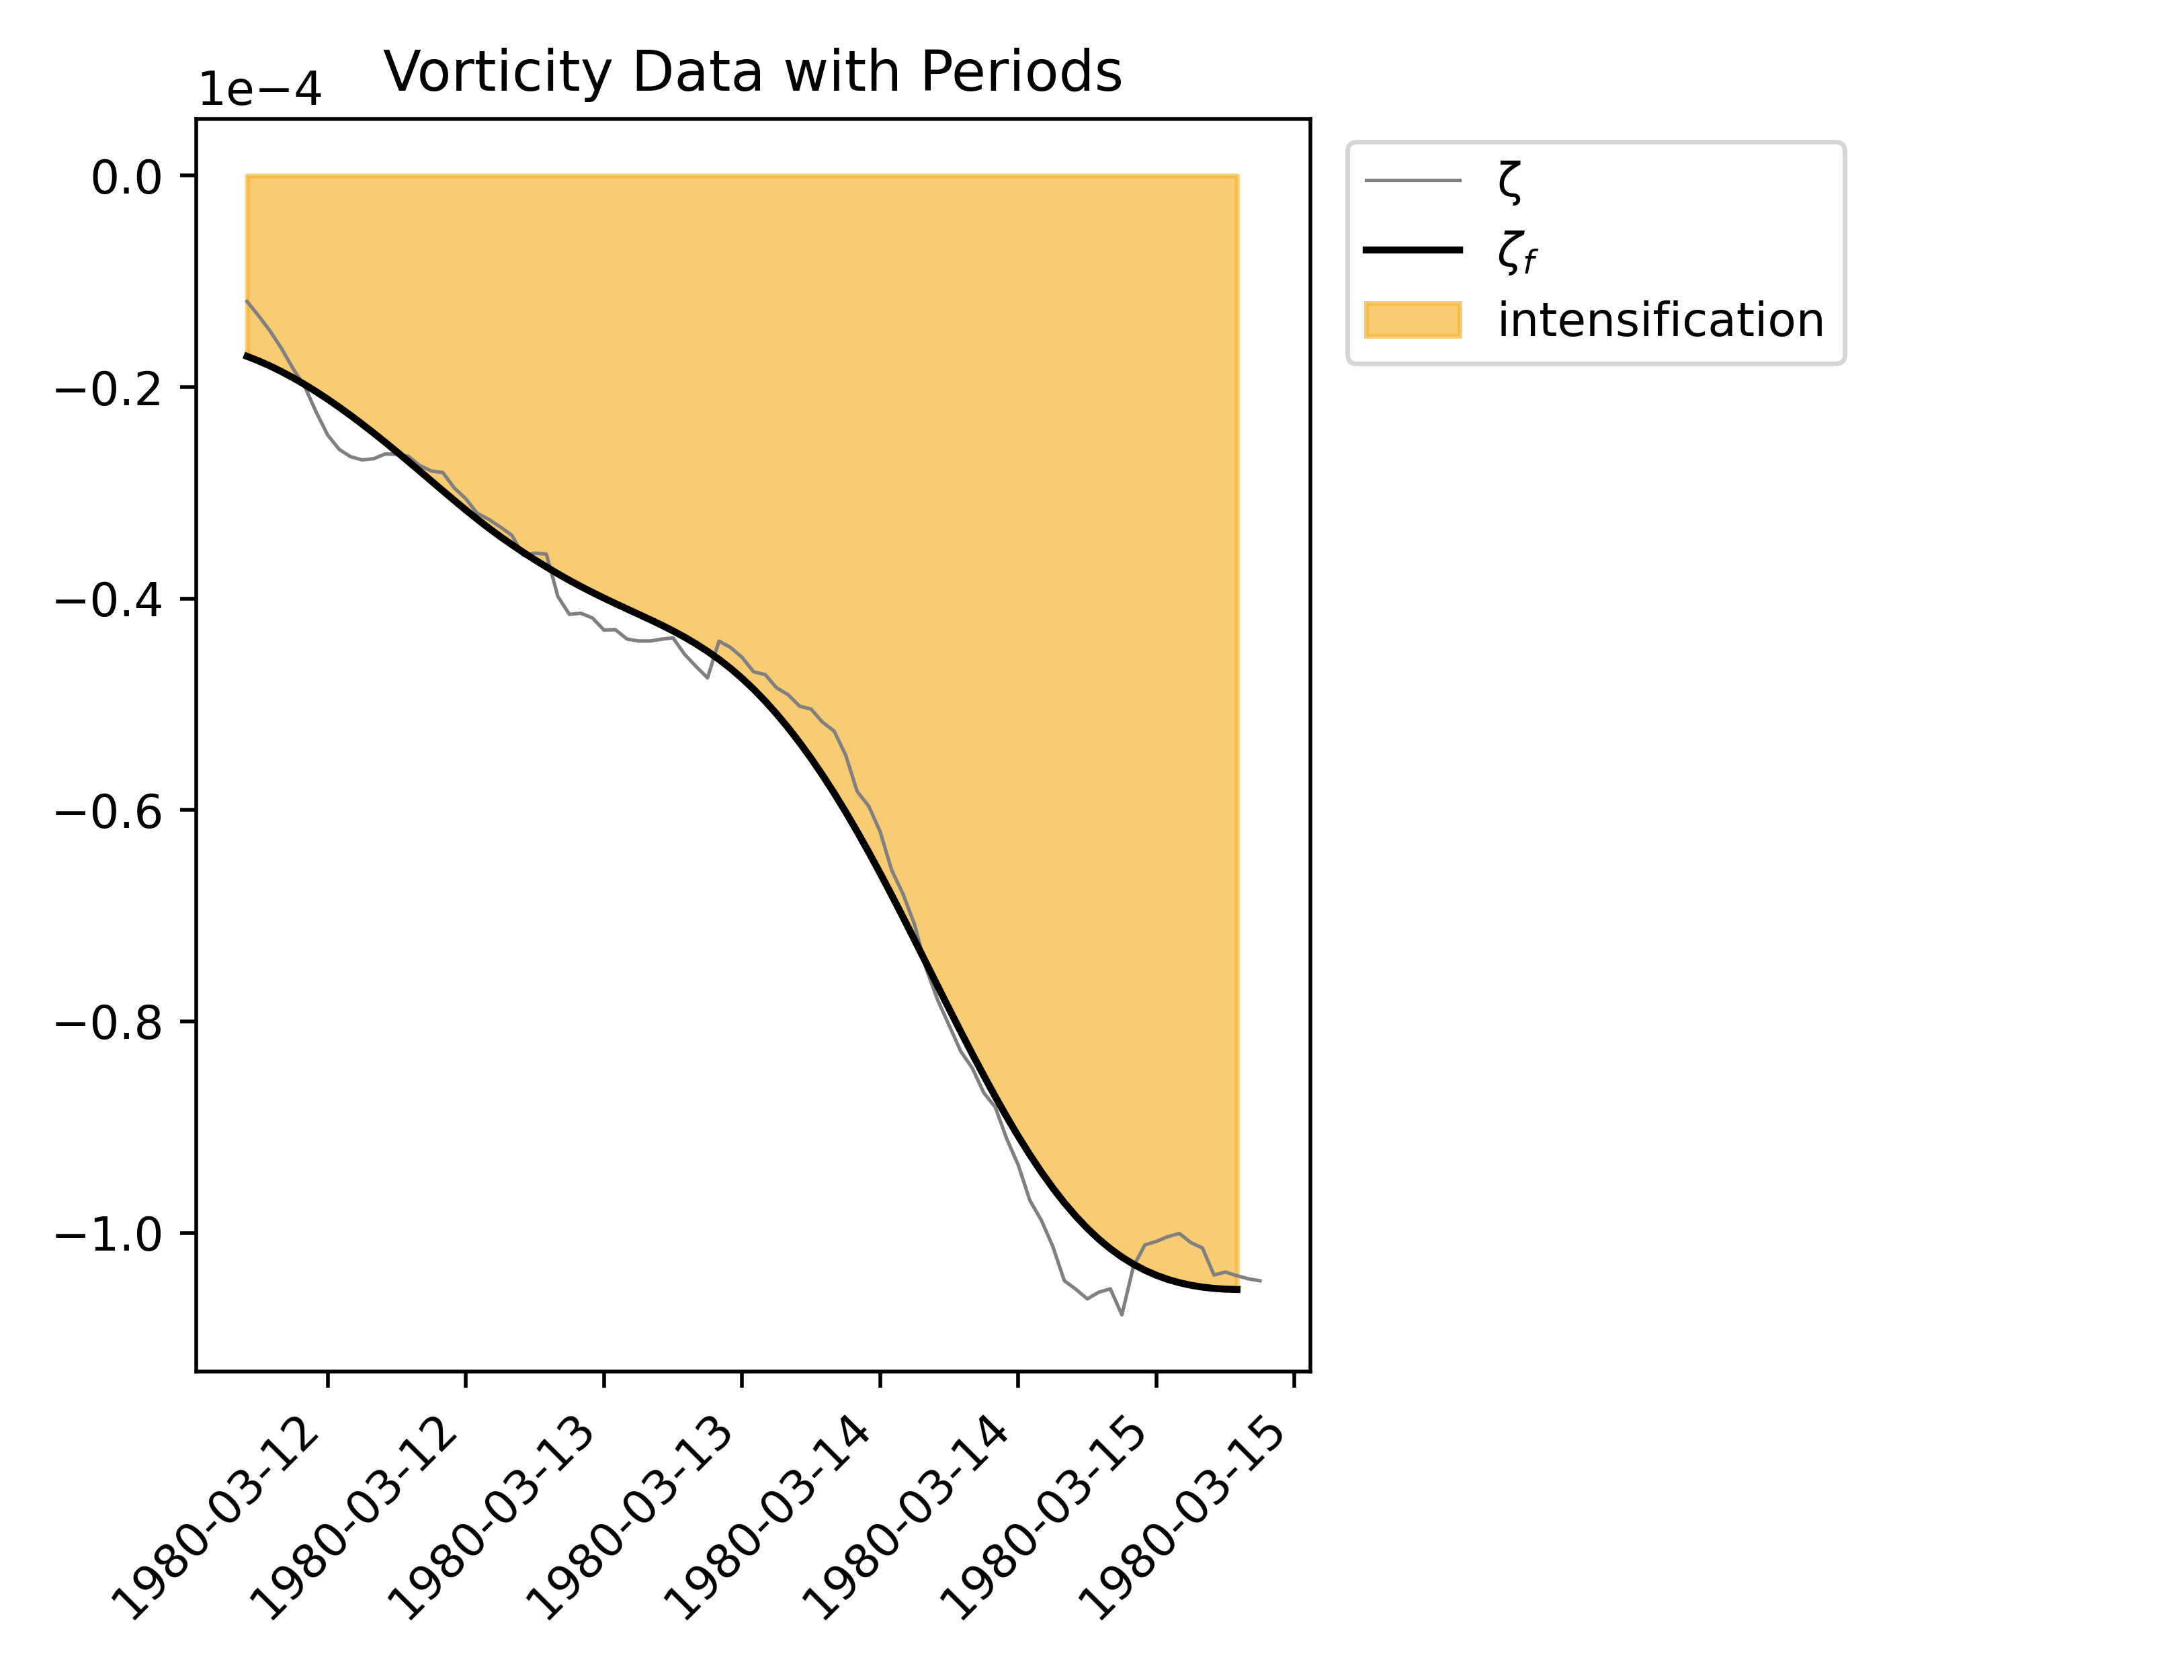 Vorticity Data with Periods
1e−4
0.0
−0.2
−0.4
−0.6
−0.8
−1.0
1980-03-12
1980-03-12
1980-03-13
1980-03-13
1980-03-14
1980-03-14
1980-03-15
1980-03-15
ζ
ζf
intensification